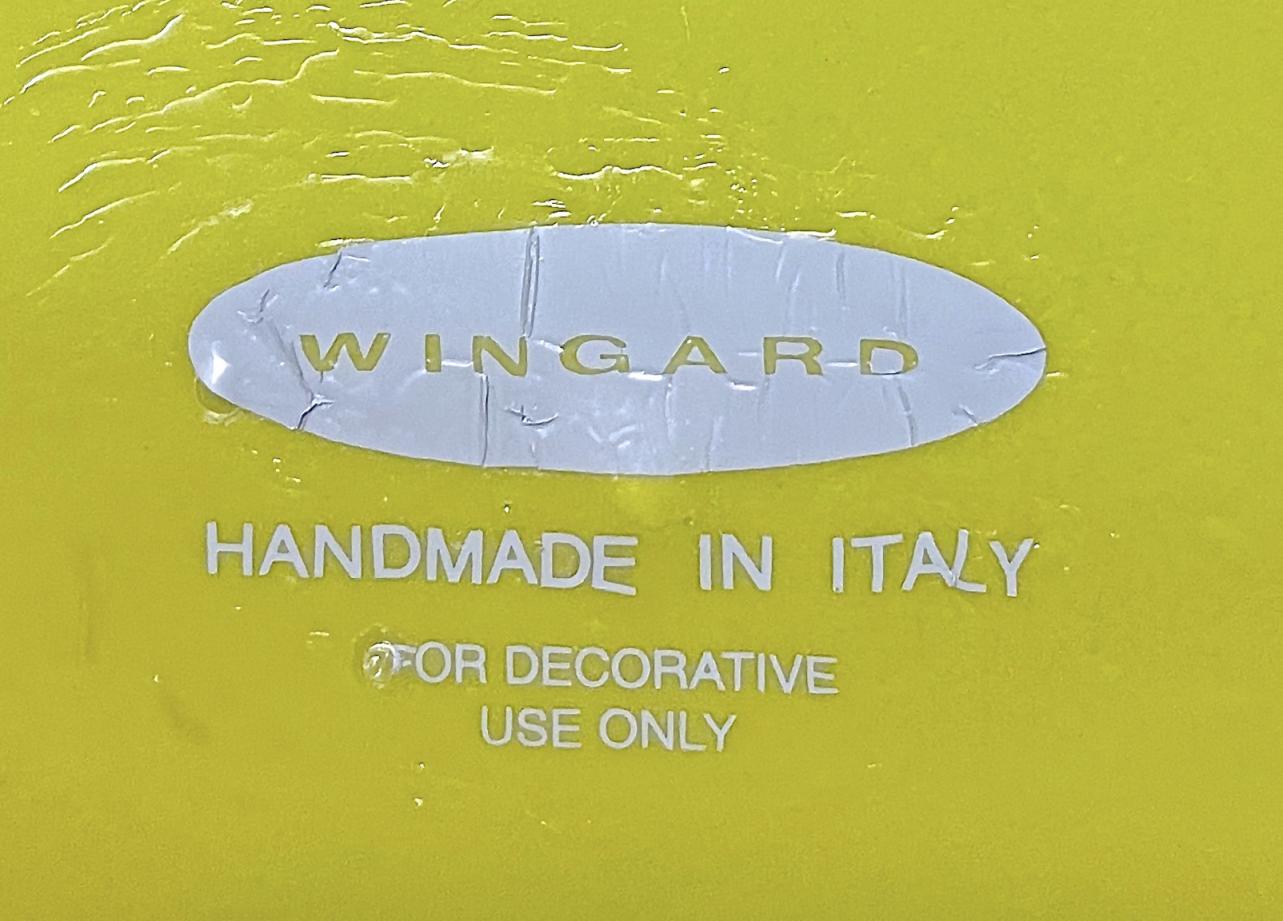 WINGARD
HANDMADE IN ITALY
FOR DECORATIVE
USE ONLY